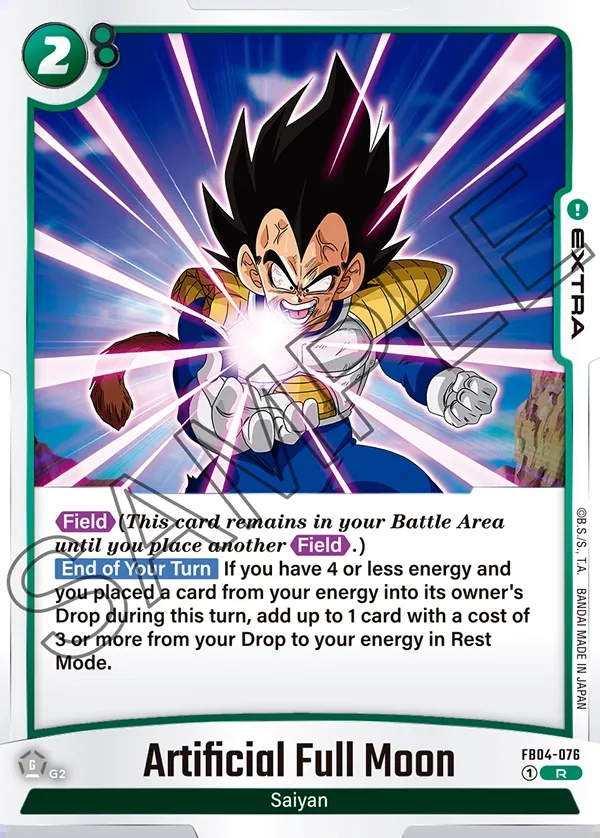 2
EXTRA
SAMPLE
Field (This card remains in your Battle Area
until you place another Field.)
End of Your Turn If you have 4 or less energy and
you placed a card from your energy into its owner's
Drop during this turn, add up to 1 card with a cost of
3 or more from your Drop to your energy in Rest
Mode.
©B.S./S., T.A. BANDAI MADE IN JAPAN
G G2
Artificial Full Moon
FB04-076
1 R
Saiyan